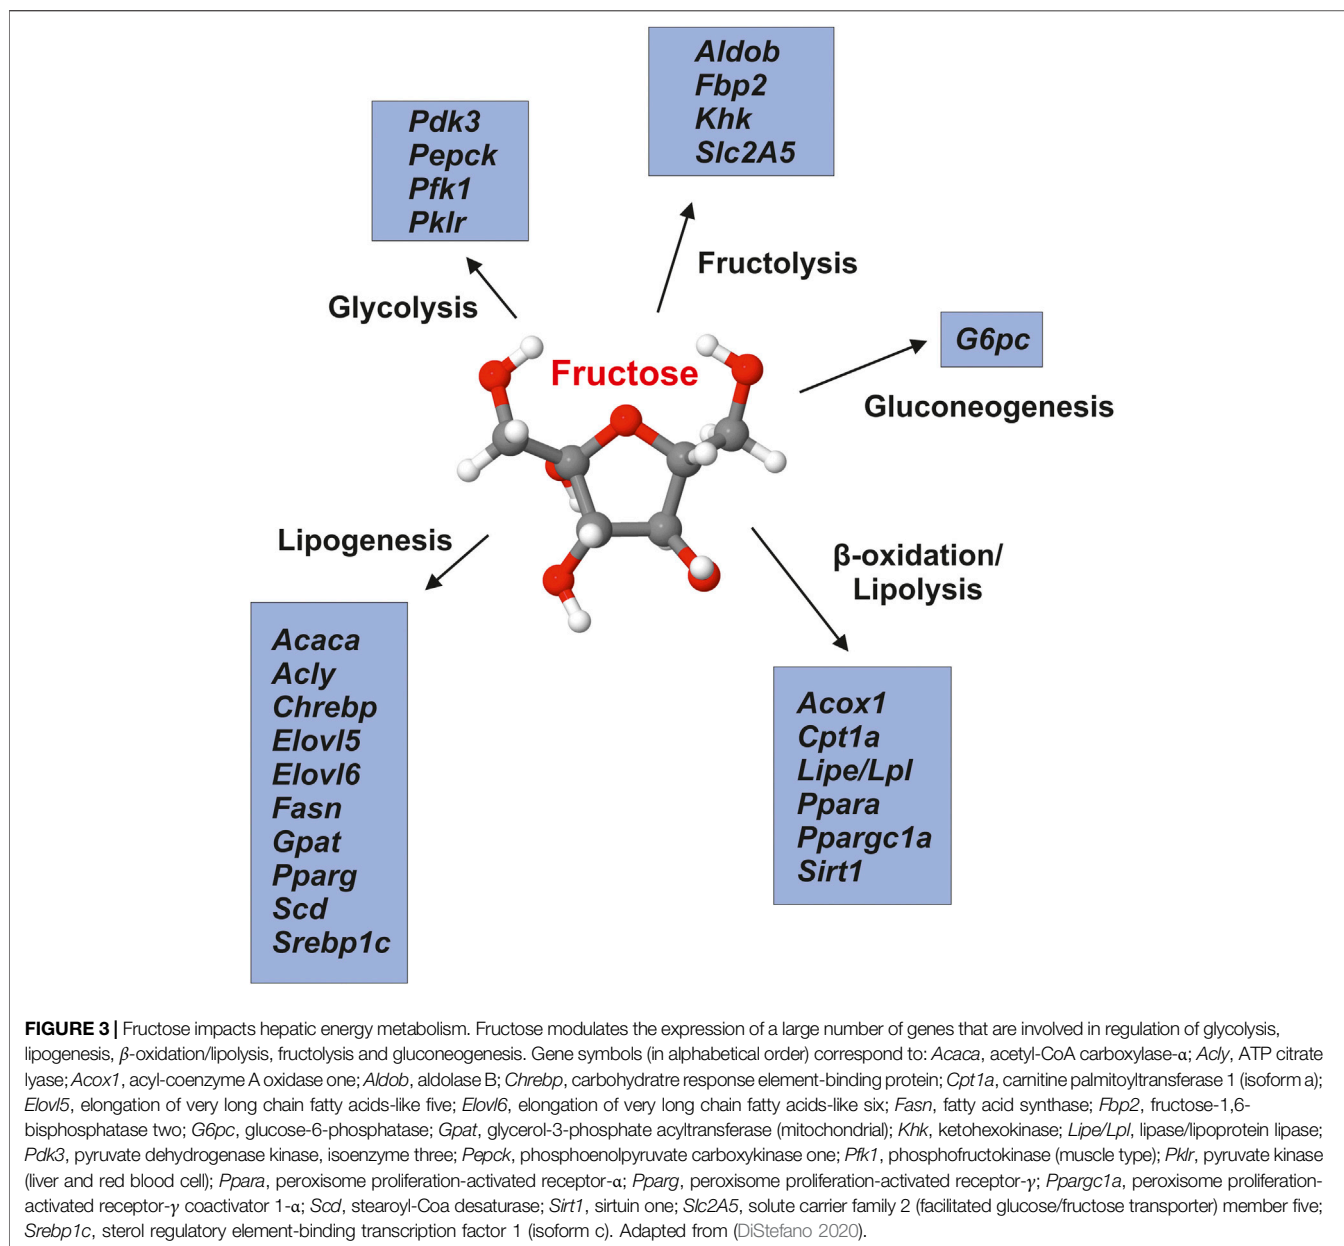 Aldob
Fbp2
Khk
Slc2A5
Pdk3
Pepck
Pfk1
Pklr
Fructolysis
Glycolysis
G6pc
Fructose
Gluconeogenesis
Lipogenesis
β-oxidation/
Lipolysis
Acaca
Acly
Chrebp
Elovl5
Elovl6
Fasn
Gpat
Pparg
Scd
Srebp1c
Acox1
Cpt1a
Lipe/Lpl
Ppara
Ppargc1a
Sirt1
FIGURE 3 | Fructose impacts hepatic energy metabolism. Fructose modulates the expression of a large number of genes that are involved in regulation of glycolysis,
lipogenesis, β-oxidation/lipolysis, fructolysis and gluconeogenesis. Gene symbols (in alphabetical order) correspond to: Acaca, acetyl-CoA carboxylase-α; Acly, ATP citrate
lyase; Acox1, acyl-coenzyme A oxidase one; Aldob, aldolase B; Chrebp, carbohydratre response element-binding protein; Cpt1a, carnitine palmitoyltransferase 1 (isoform a);
Elovl5, elongation of very long chain fatty acids-like five; Elovl6, elongation of very long chain fatty acids-like six; Fasn, fatty acid synthase; Fbp2, fructose-1,6-
bisphosphatase two; G6pc, glucose-6-phosphatase; Gpat, glycerol-3-phosphate acyltransferase (mitochondrial); Khk, ketohexokinase; Lipe/Lpl, lipase/lipoprotein lipase;
Pdk3, pyruvate dehydrogenase kinase, isoenzyme three; Pepck, phosphoenolpyruvate carboxykinase one; Pfk1, phosphofructokinase (muscle type); Pklr, pyruvate kinase
(liver and red blood cell); Ppara, peroxisome proliferation-activated receptor-α; Pparg, peroxisome proliferation-activated receptor-γ; Ppargc1a, peroxisome proliferation-
activated receptor-γ coactivator 1-α; Scd, stearoyl-Coa desaturase; Sirt1, sirtuin one; Slc2A5, solute carrier family 2 (facilitated glucose/fructose transporter) member five;
Srebp1c, sterol regulatory element-binding transcription factor 1 (isoform c). Adapted from (DiStefano 2020).